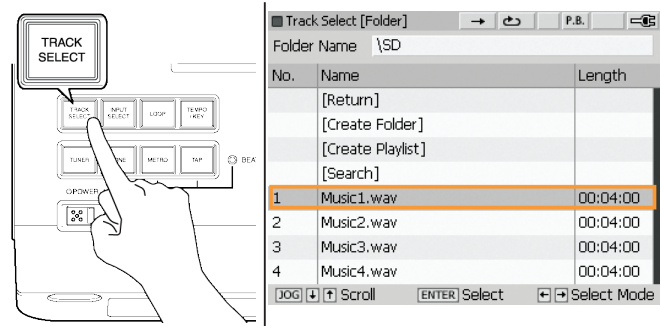 TRACK
SELECT
TRACK
SELECT
INPUT
SELECT
LOOP
TEMPO
/KEY
TUNER
METRO
TAP
BEA
POWER
Track Select [Folder]
P.B.
Folder Name \SD
No. Name Length
[Return]
[Create Folder]
[Create Playlist]
[Search]
1 Music1.wav 00:04:00
2 Music2.wav 00:04:00
3 Music3.wav 00:04:00
4 Music4.wav 00:04:00
JOG Scroll ENTER Select Select Mode